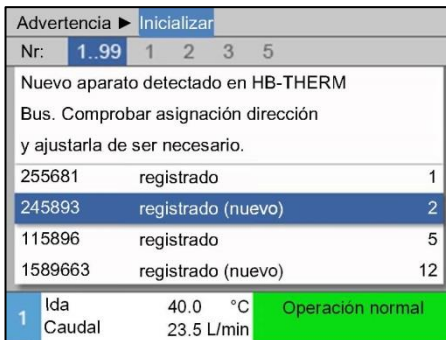 Advertencia ► Inicializar
Nr: 1..99 1 2 3 5
Nuevo aparato detectado en HB-THERM
Bus. Comprobar asignación dirección
y ajustarla de ser necesario.
255681 registrado 1
245893 registrado (nuevo) 2
115896 registrado 5
1589663 registrado (nuevo) 12
1 Ida 40.0 °C Operación normal
Caudal 23.5 L/min